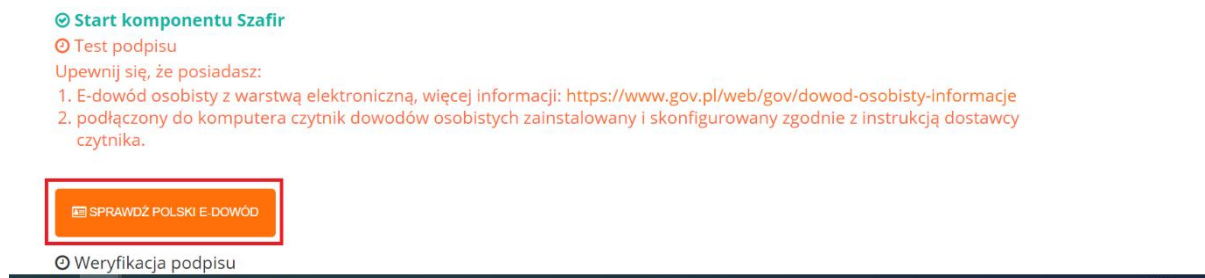 Start komponentu Szafir
Test podpisu
Upewnij się, że posiadasz:
1. E-dowód osobisty z warstwą elektroniczną, więcej informacji: https://www.gov.pl/web/gov/dowod-osobisty-informacje
2. podłączony do komputera czytnik dowodów osobistych zainstalowany i skonfigurowany zgodnie z instrukcją dostawcy
czytnika.
SPRAWDŹ POLSKI E-DOWÓD
Weryfikacja podpisu